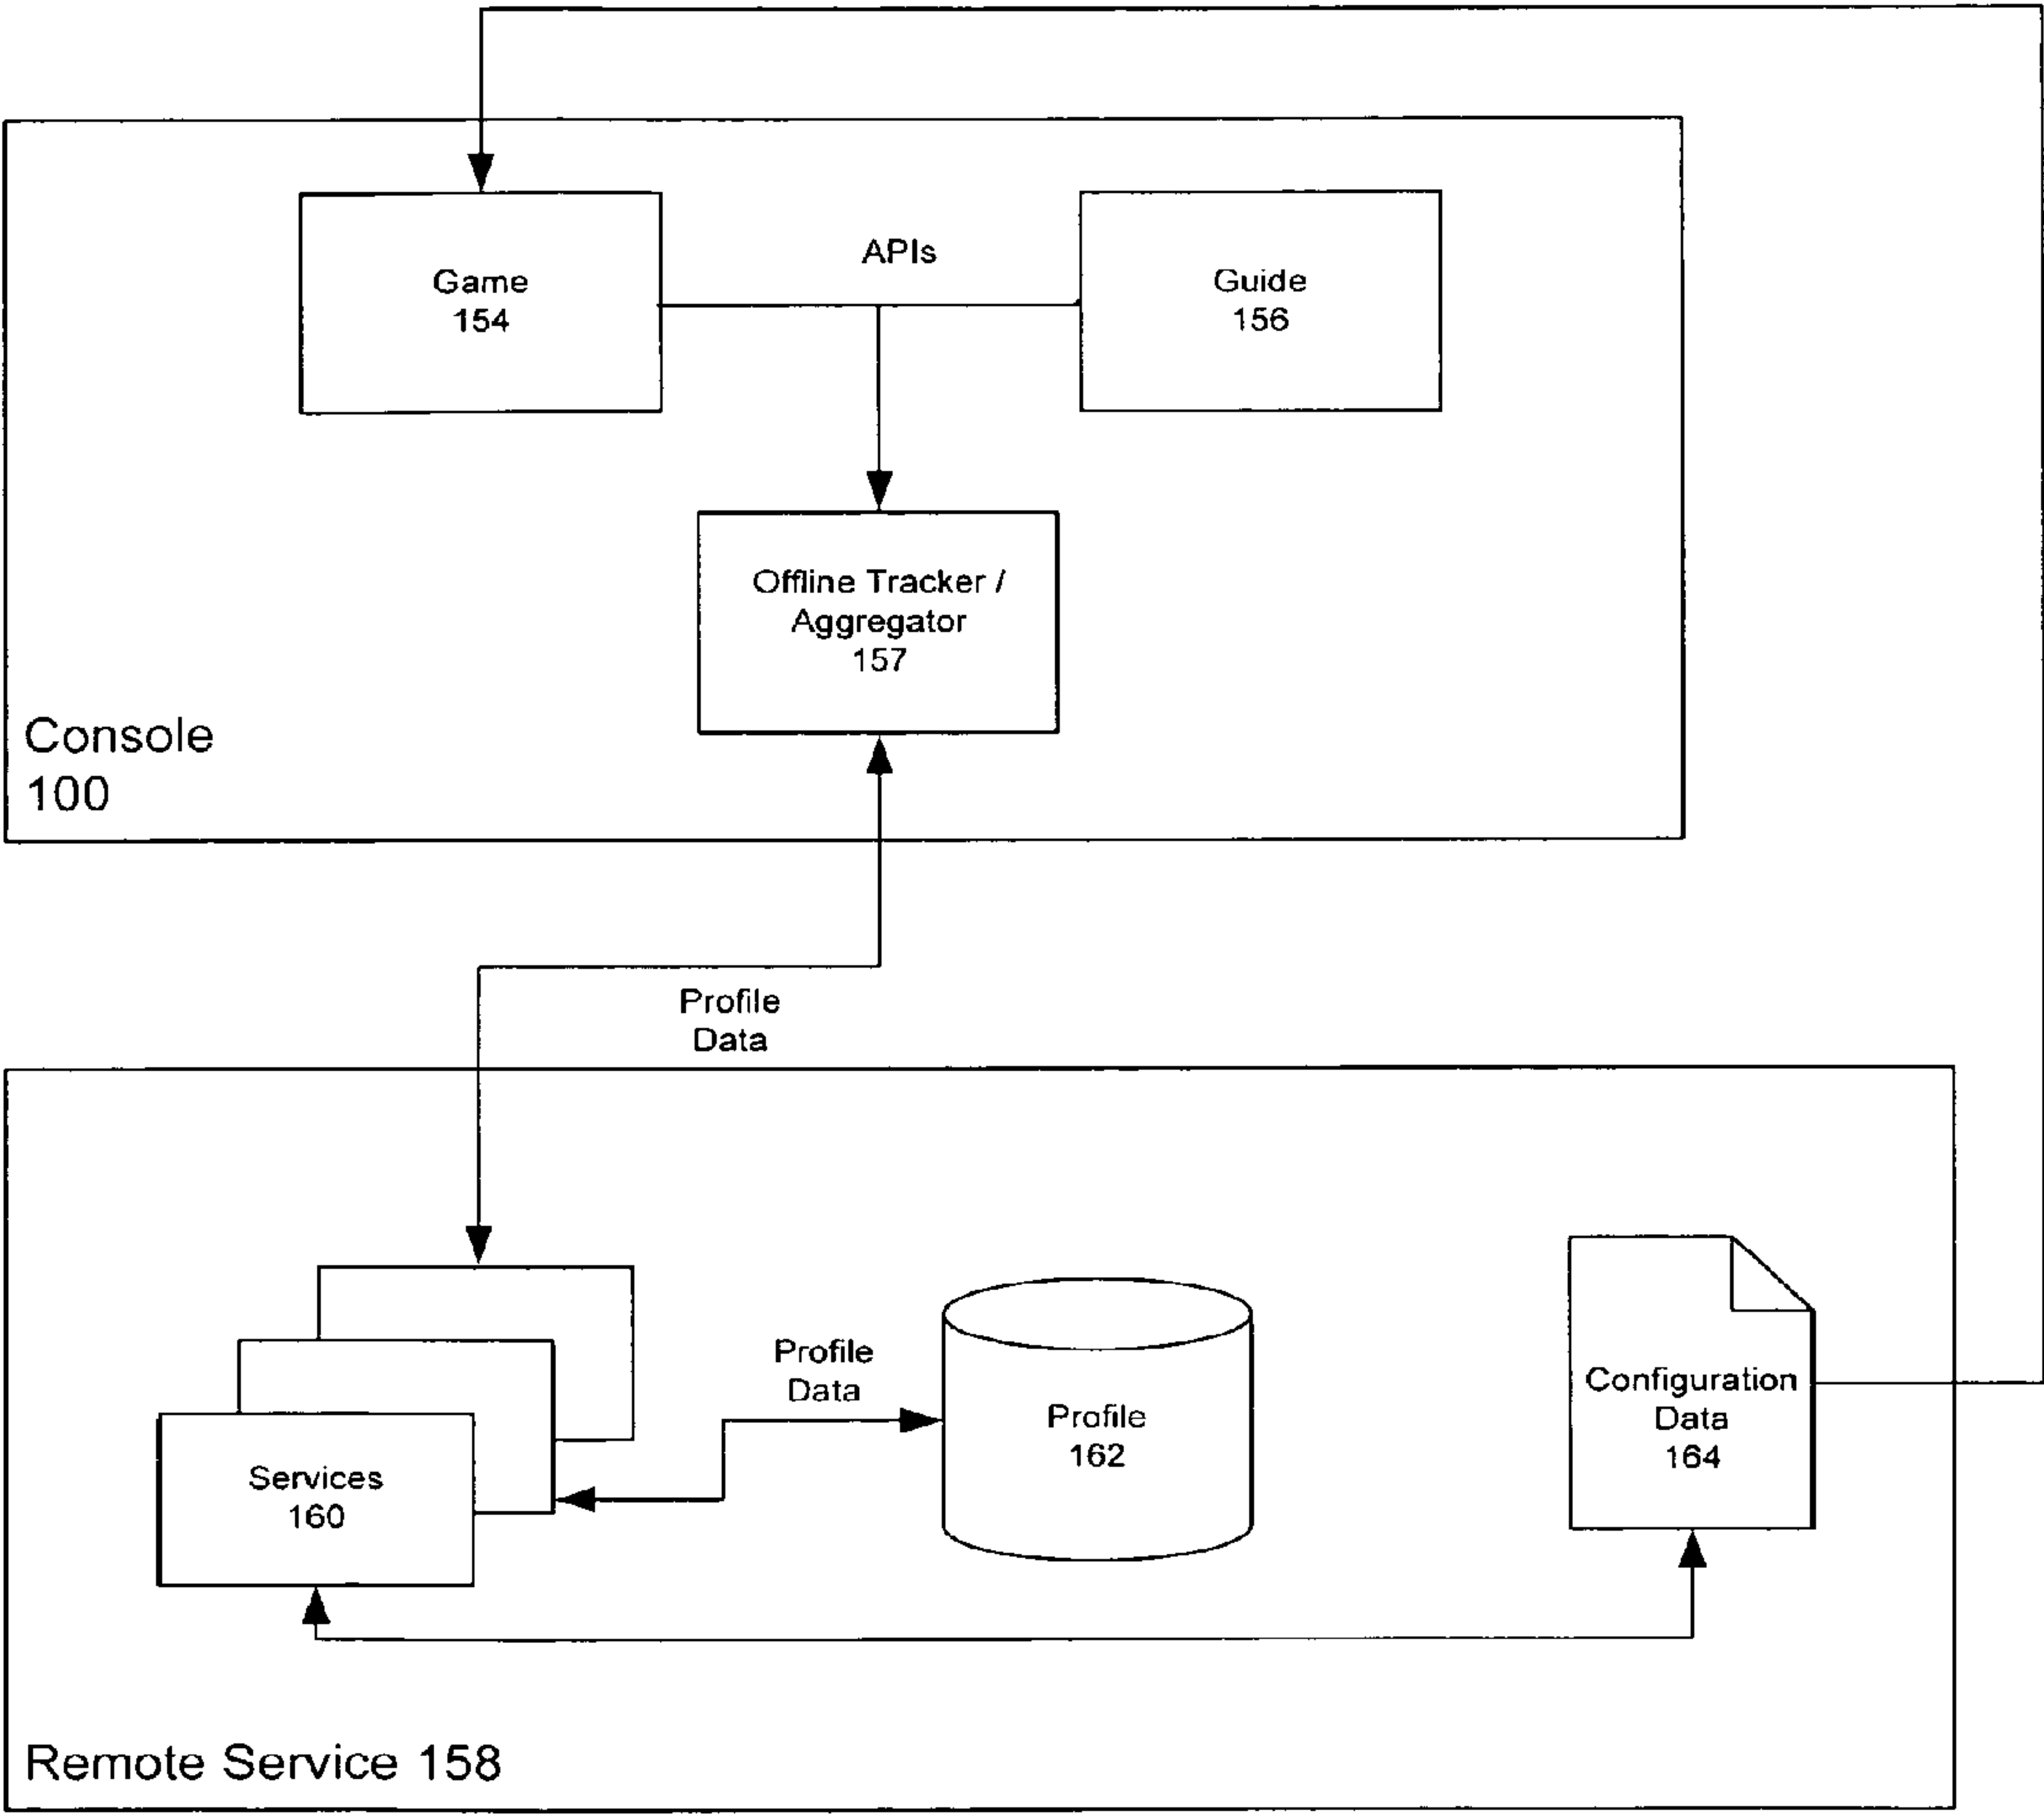 APIs
Game
154
Guide
156
Offline Tracker /
Aggregator
157
Console
100
Profile
Data
Profile
Data
Configuration
Data
164
Profile
162
Services
160
Remote Service 158